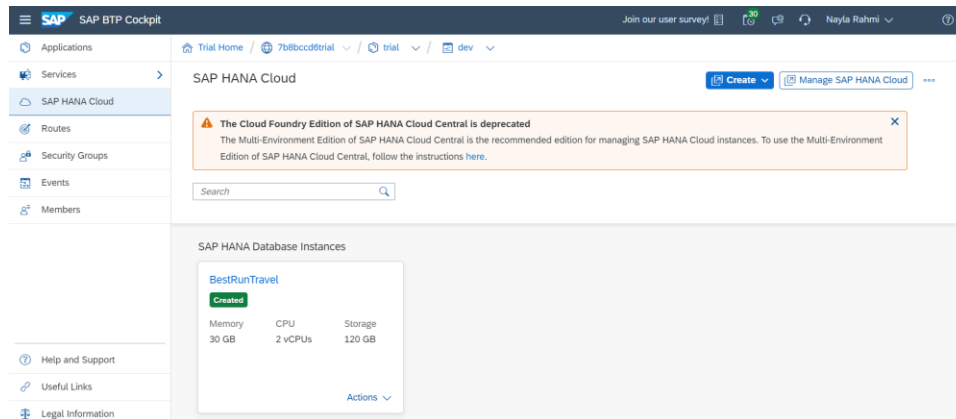 SAP SAP BTP Cockpit
Join our user survey! 30 Nayla Rahmi
Applications
Services
SAP HANA Cloud
Routes
Security Groups
Events
Members
Help and Support
Useful Links
Legal Information
Trial Home / 7b8bccd6trial / trial / dev
SAP HANA Cloud
Create
Manage SAP HANA Cloud
The Cloud Foundry Edition of SAP HANA Cloud Central is deprecated
The Multi-Environment Edition of SAP HANA Cloud Central is the recommended edition for managing SAP HANA Cloud instances. To use the Multi-Environment
Edition of SAP HANA Cloud Central, follow the instructions here.
Search
SAP HANA Database Instances
BestRunTravel
Created
Memory CPU Storage
30 GB 2 vCPUs 120 GB
Actions